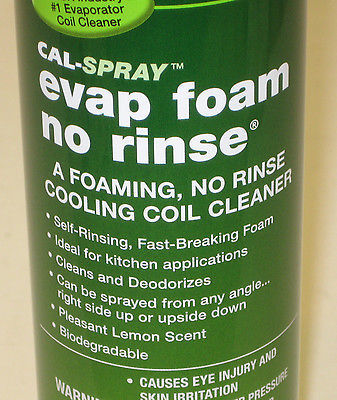 #1 Evaporator
Coil Cleaner
CAL-SPRAY™
evap foam
no rinse®
A FOAMING, NO RINSE
COOLING COIL CLEANER
• Self-Rinsing, Fast-Breaking Foam
• Ideal for kitchen applications
• Cleans and Deodorizes
• Can be sprayed from any angle...
right side up or upside down
• Pleasant Lemon Scent
• Biodegradable
WARNING
• CAUSES EYE INJURY AND
SKIN IRRITATION
PRESSURE